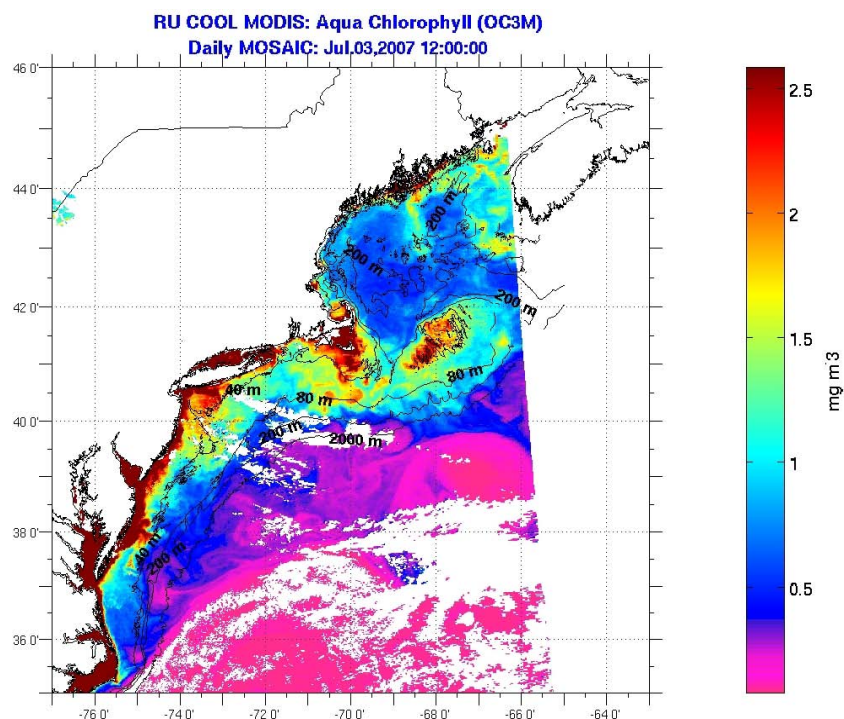 RU COOL MODIS: Aqua Chlorophyll (OC3M)
Daily MOSAIC: Jul.03,2007 12:00:00
46 0'
44 0'
42 0'
40 0'
38 0'
36 0'
-76 0'
-74 0'
-72 0'
-70 0'
-68 0'
-66 0'
-64 0'
200 m
200 m
200 m
80 m
40 m
80 m
200 m
2000 m
40 m
200 m
2.5
2
1.5
1
0.5
mg m-3